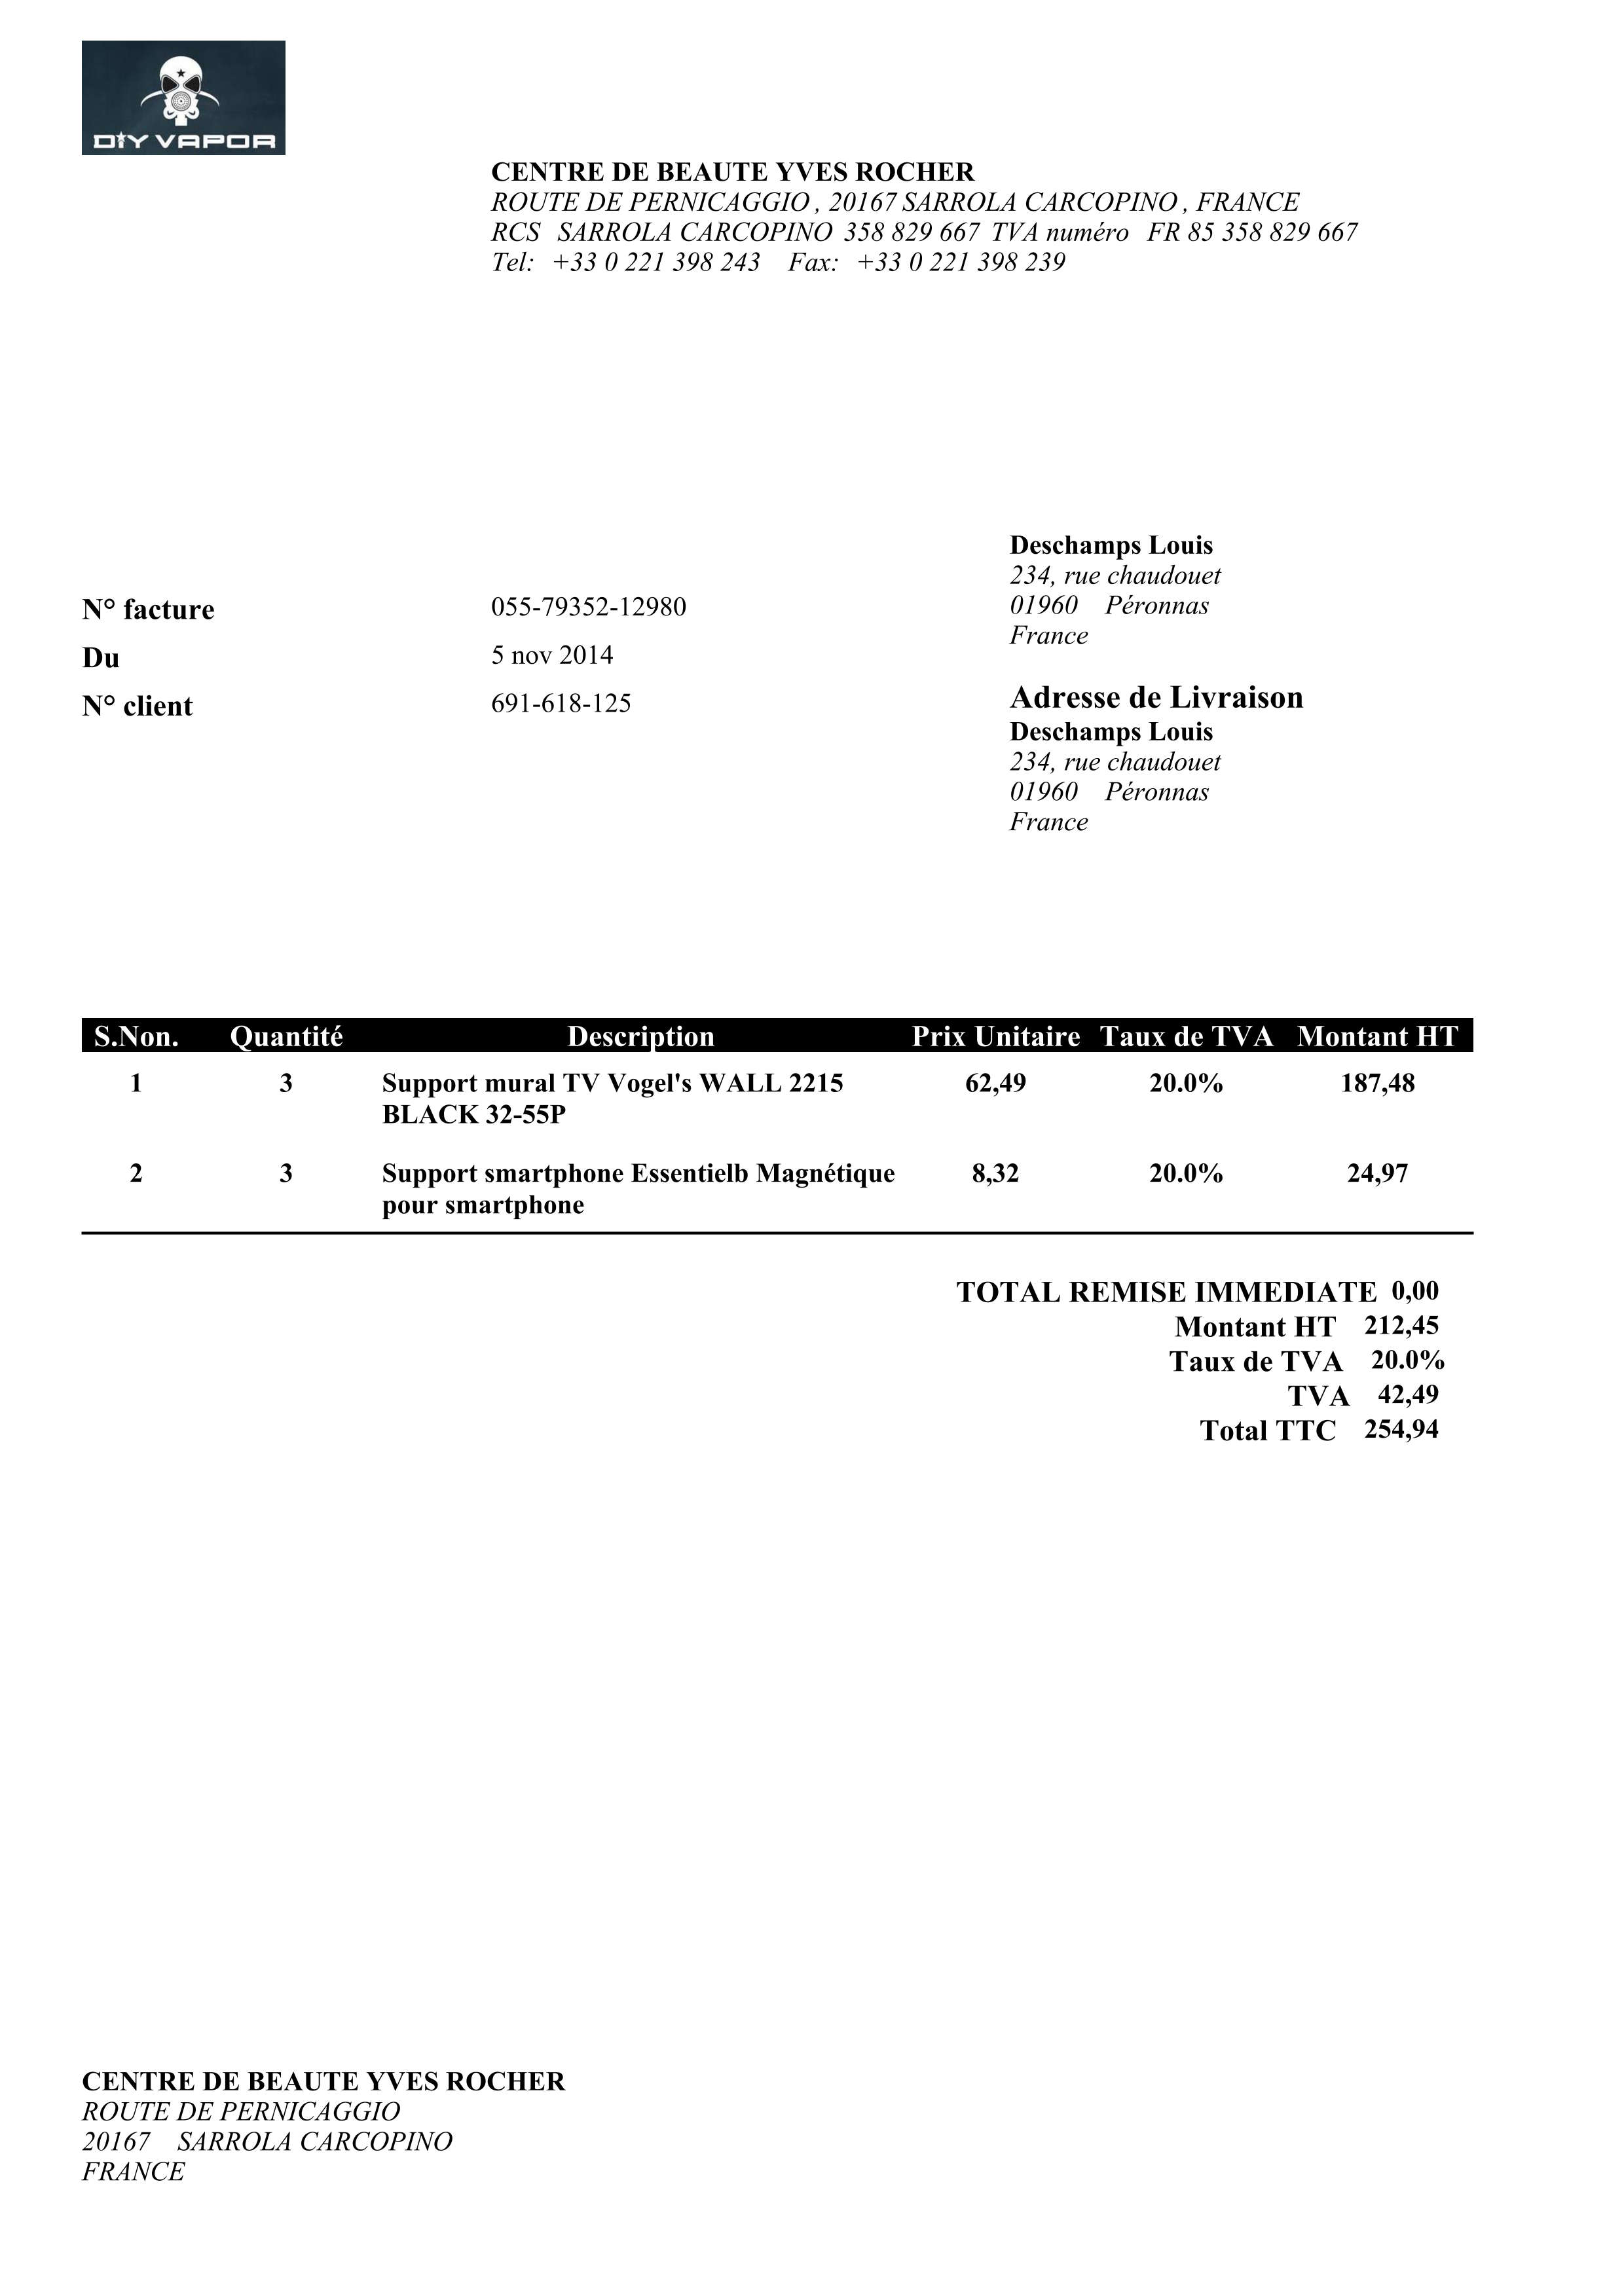 DIY VAPOR
CENTRE DE BEAUTE YVES ROCHER
ROUTE DE PERNICAGGIO , 20167 SARROLA CARCOPINO , FRANCE
RCS SARROLA CARCOPINO 358 829 667 TVA numéro FR 85 358 829 667
Tel: +33 0 221 398 243 Fax: +33 0 221 398 239
Deschamps Louis
234, rue chaudouet
01960 Péronnas
France
N° facture 055-79352-12980
Du 5 nov 2014
N° client 691-618-125
Adresse de Livraison
Deschamps Louis
234, rue chaudouet
01960 Péronnas
France
S.Non. Quantité Description Prix Unitaire Taux de TVA Montant HT
1 3 Support mural TV Vogel's WALL 2215 62,49 20.0% 187,48
BLACK 32-55P
2 3 Support smartphone Essentielb Magnétique 8,32 20.0% 24,97
pour smartphone
TOTAL REMISE IMMEDIATE 0,00
Montant HT 212,45
Taux de TVA 20.0%
TVA 42,49
Total TTC 254,94
CENTRE DE BEAUTE YVES ROCHER
ROUTE DE PERNICAGGIO
20167 SARROLA CARCOPINO
FRANCE